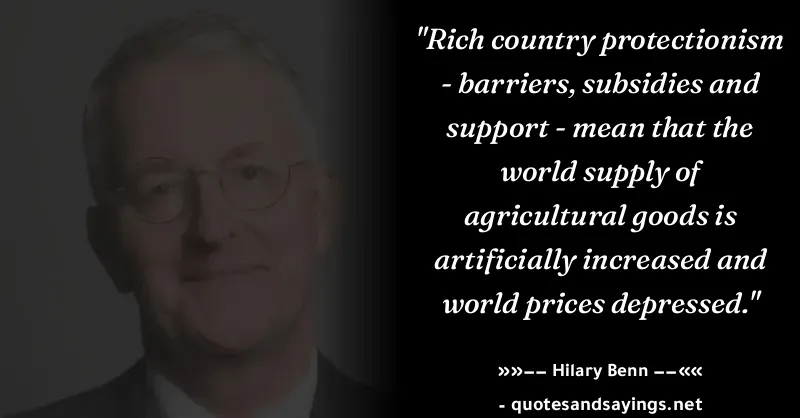 "Rich country protectionism
- barriers, subsidies and
support - mean that the
world supply of
agricultural goods is
artificially increased and
world prices depressed."
»»–– Hilary Benn ––««
- quotesandsayings.net